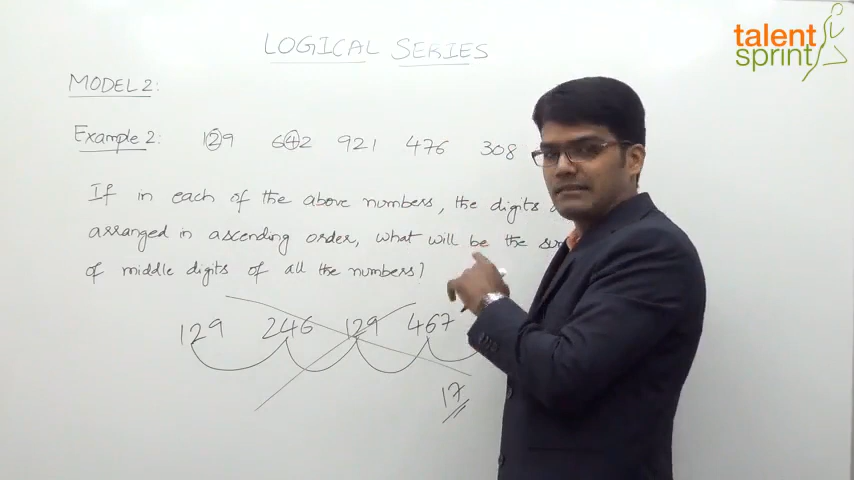 talent
sprint
LOGICAL SERIES
MODEL 2:
Example 2: 129 642 921 476 308
If in each of the above numbers, the digits
arranged in ascending order, what will be the
of middle digits of all the numbers?
129 246 129 467
17